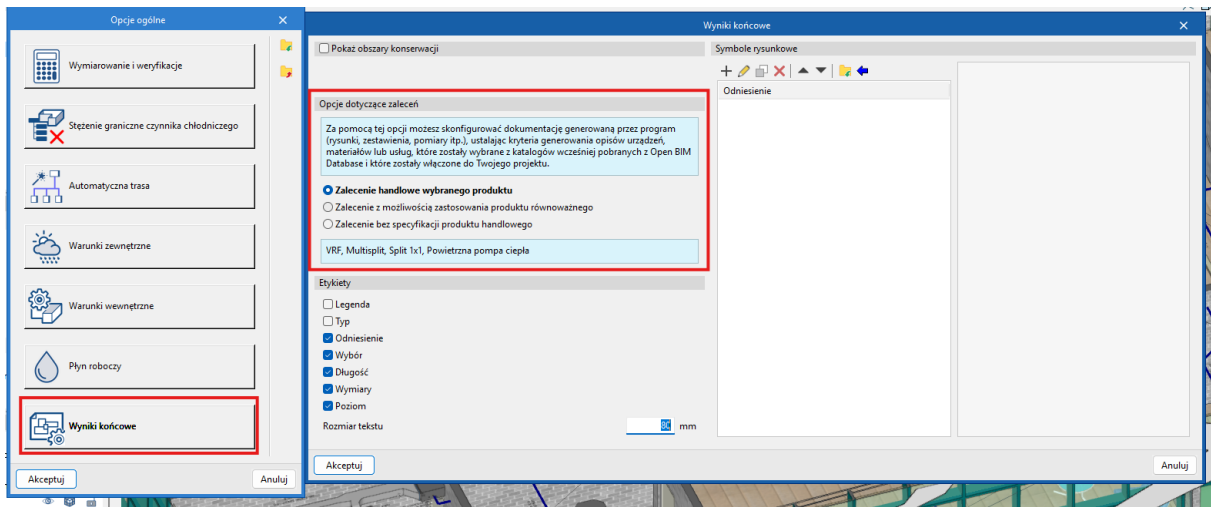 Opcje ogólne
Wymiarowanie i weryfikacje
Stężenie graniczne czynnika chłodniczego
Automatyczna trasa
Warunki zewnętrzne
Warunki wewnętrzne
Płyn roboczy
Wyniki końcowe
Akceptuj
Anuluj
Wyniki końcowe
Pokaż obszary konserwacji
Opcje dotyczące zaleceń
Za pomocą tej opcji możesz skonfigurować dokumentację generowaną przez program
(rysunki, zestawienia, pomiary itp.), ustalając kryteria generowania opisów urządzeń,
materiałów lub usług, które zostały wybrane z katalogów wcześniej pobranych z Open BIM
Database i które zostały włączone do Twojego projektu.
Zalecenie handlowe wybranego produktu
Zalecenie z możliwością zastosowania produktu równoważnego
Zalecenie bez specyfikacji produktu handlowego
VRF, Multisplit, Split 1x1, Powietrzna pompa ciepła
Etykiety
Legenda
Typ
Odniesienie
Wybór
Długość
Wymiary
Poziom
Rozmiar tekstu
80 mm
Symbole rysunkowe
Odniesienie
Akceptuj
Anuluj